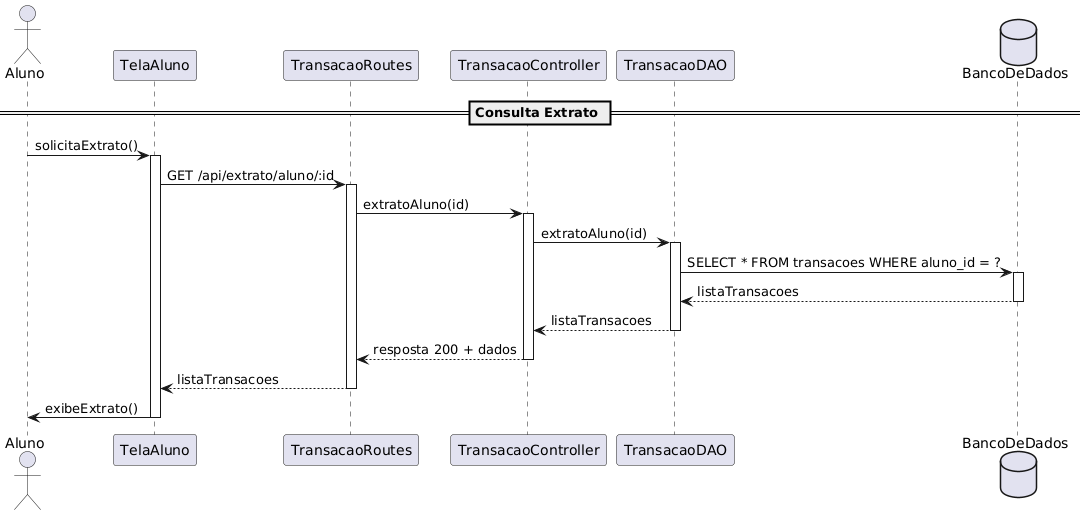 Aluno
TelaAluno
TransacaoRoutes
TransacaoController
TransacaoDAO
BancoDeDados
Consulta Extrato
solicitaExtrato()
GET /api/extrato/aluno/:id
extratoAluno(id)
extratoAluno(id)
SELECT * FROM transacoes WHERE aluno_id = ?
listaTransacoes
listaTransacoes
resposta 200 + dados
listaTransacoes
exibeExtrato()
Aluno
TelaAluno
TransacaoRoutes
TransacaoController
TransacaoDAO
BancoDeDados